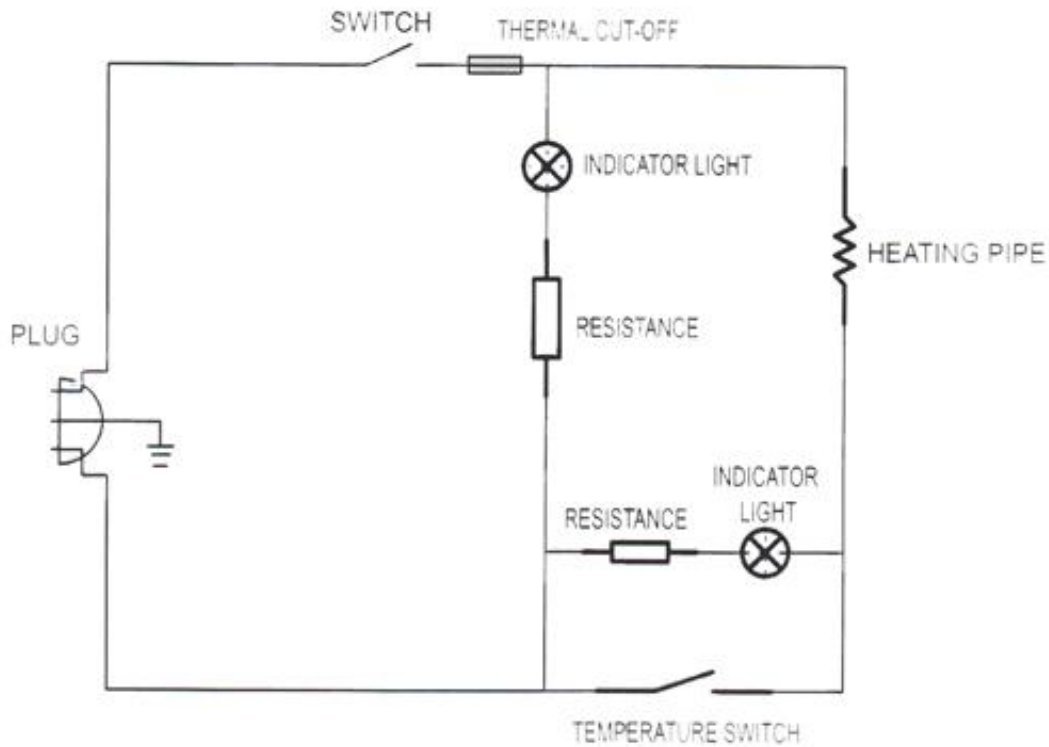 SWITCH
THERMAL CUT-OFF
INDICATOR LIGHT
HEATING PIPE
RESISTANCE
PLUG
INDICATOR
LIGHT
RESISTANCE
TEMPERATURE SWITCH